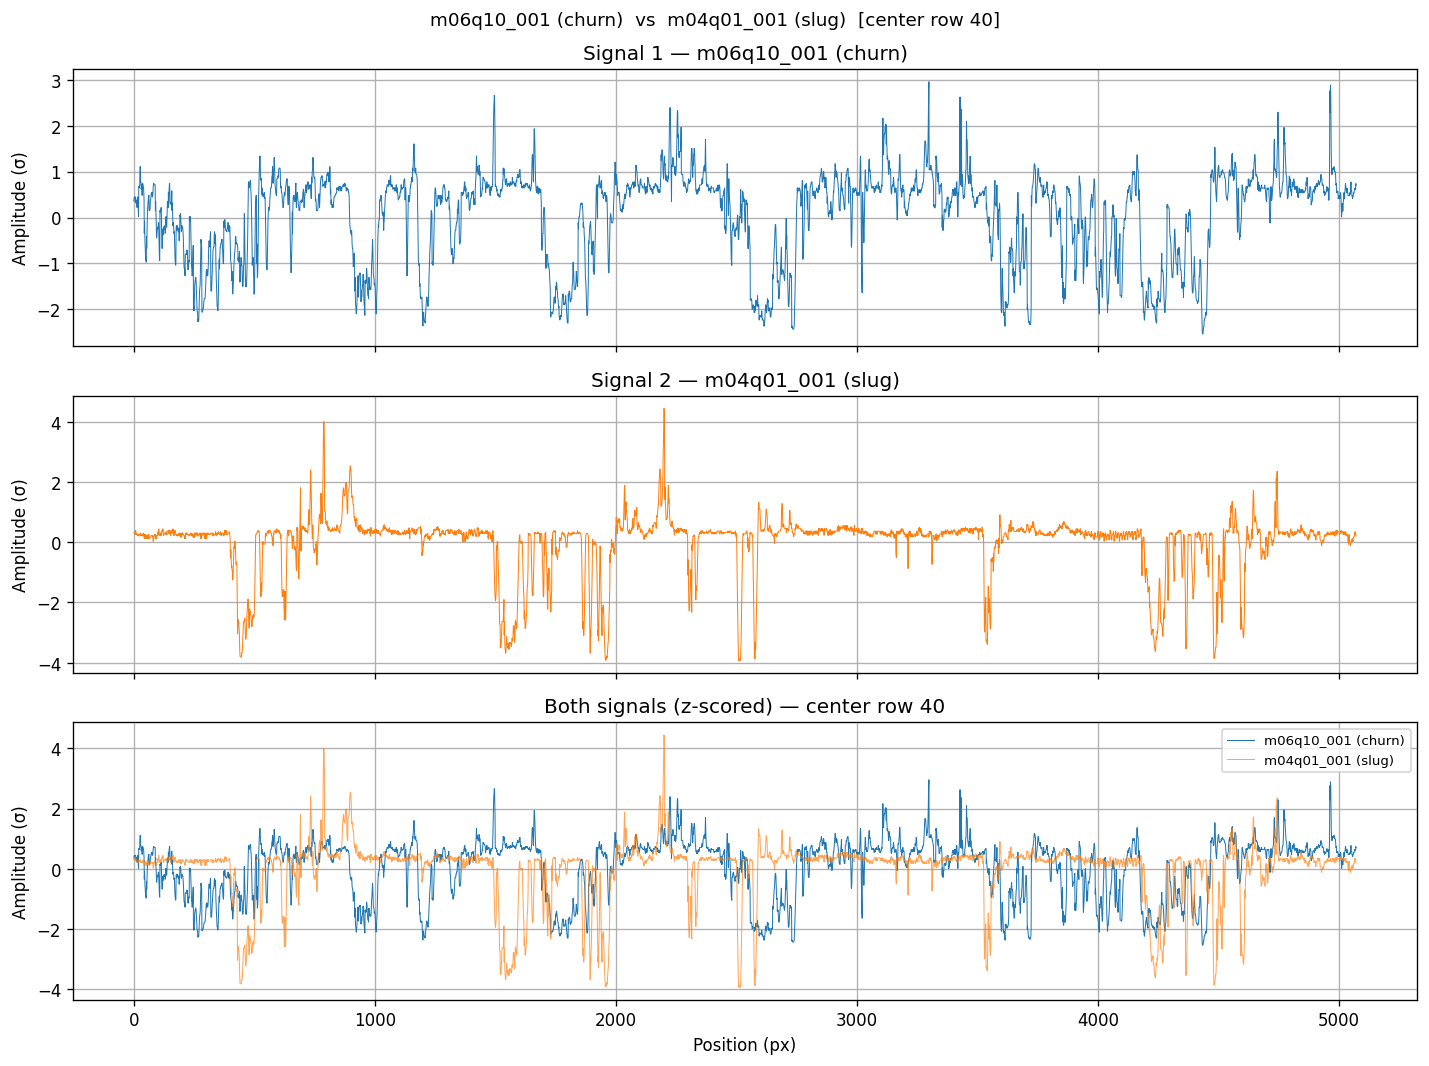 m06q10_001 (churn)  vs  m04q01_001 (slug)  [center row 40]
Signal 1 — m06q10_001 (churn)
Amplitude (σ)
3
2
1
0
−1
−2
Signal 2 — m04q01_001 (slug)
Amplitude (σ)
4
2
0
−2
−4
Both signals (z-scored) — center row 40
Amplitude (σ)
4
2
0
−2
−4
m06q10_001 (churn)
m04q01_001 (slug)
0 1000 2000 3000 4000 5000
Position (px)